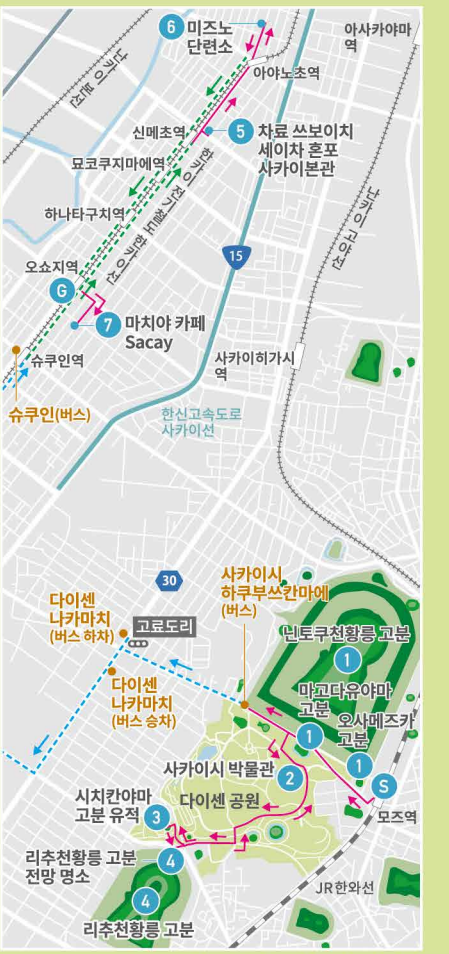 6
미즈노
단련소
아사카야마
역
난카이 본선
아야노초역
신메초역
5
차료 쓰보이치
세이차 혼포
사카이본관
묘코쿠지마에역
한카이 전기철도 한카이선
난카이 고야선
하나타구치역
15
오쇼지역
G
7
마치야 카페
Sacay
슈쿠인역
사카이히가시
역
슈쿠인(버스)
한신고속도로
사카이선
30
사카이시
하쿠부쓰칸마에
(버스)
다이센
나카마치
(버스 하차)
고로도리
닌토쿠천황릉 고분
1
다이센
나카마치
(버스 승차)
마고다유야마
고분
1
오사메즈카
고분
1
사카이시 박물관
2
S
모즈역
시치칸야마
고분 유적
3
다이센 공원
리추천황릉 고분
전망 명소
4
4
JR한와선
리추천황릉 고분